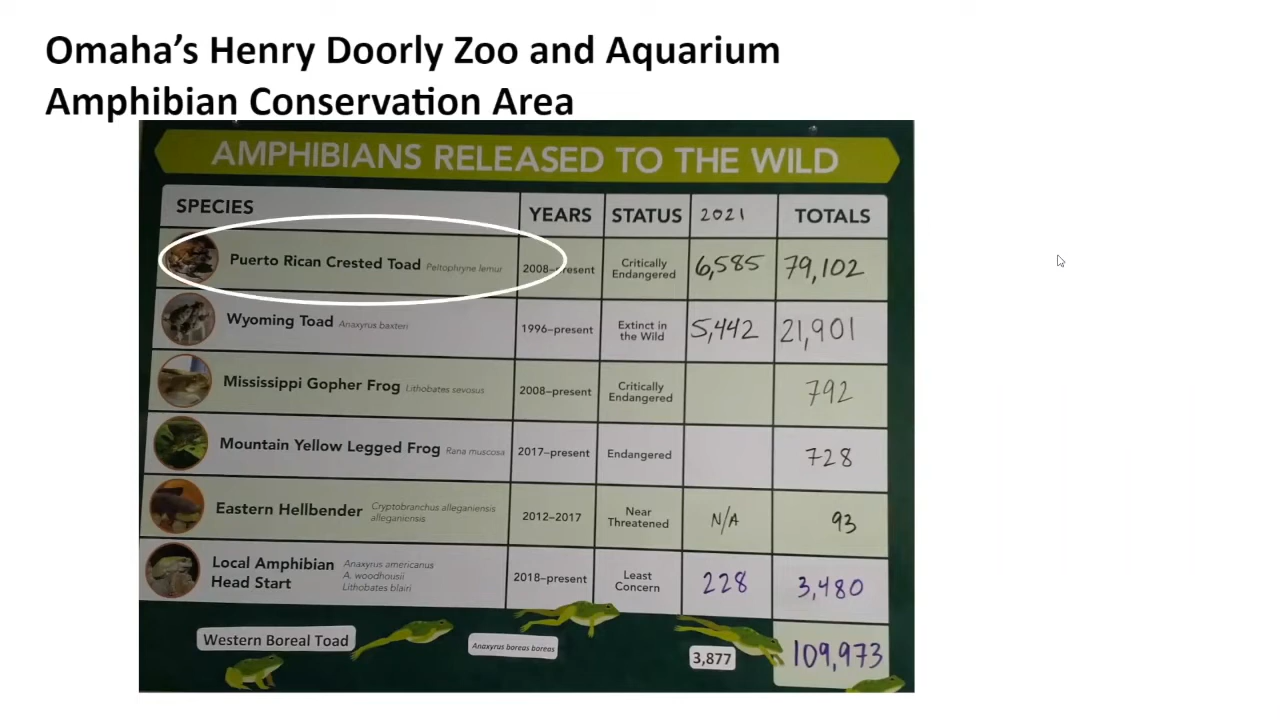 Omaha's Henry Doorly Zoo and Aquarium
Amphibian Conservation Area
AMPHIBIANS RELEASED TO THE WILD
SPECIES YEARS STATUS 2021 TOTALS
Puerto Rican Crested Toad Peltophryne lemur 2008–present Critically Endangered 6,585 79,102
Wyoming Toad Anaxyrus baxteri 1996–present Extinct in the Wild 5,442 21,901
Mississippi Gopher Frog Lithobates sevosus 2008–present Critically Endangered 792
Mountain Yellow Legged Frog Rana muscosa 2017–present Endangered 728
Eastern Hellbender Cryptobranchus alleganiensis alleganiensis 2012–2017 Near Threatened N/A 93
Local Amphibian Head Start Anaxyrus americanus A. woodhousii Lithobates blairi 2018–present Least Concern 228 3,480
Western Boreal Toad Anaxyrus boreas boreas 3,877 109,973